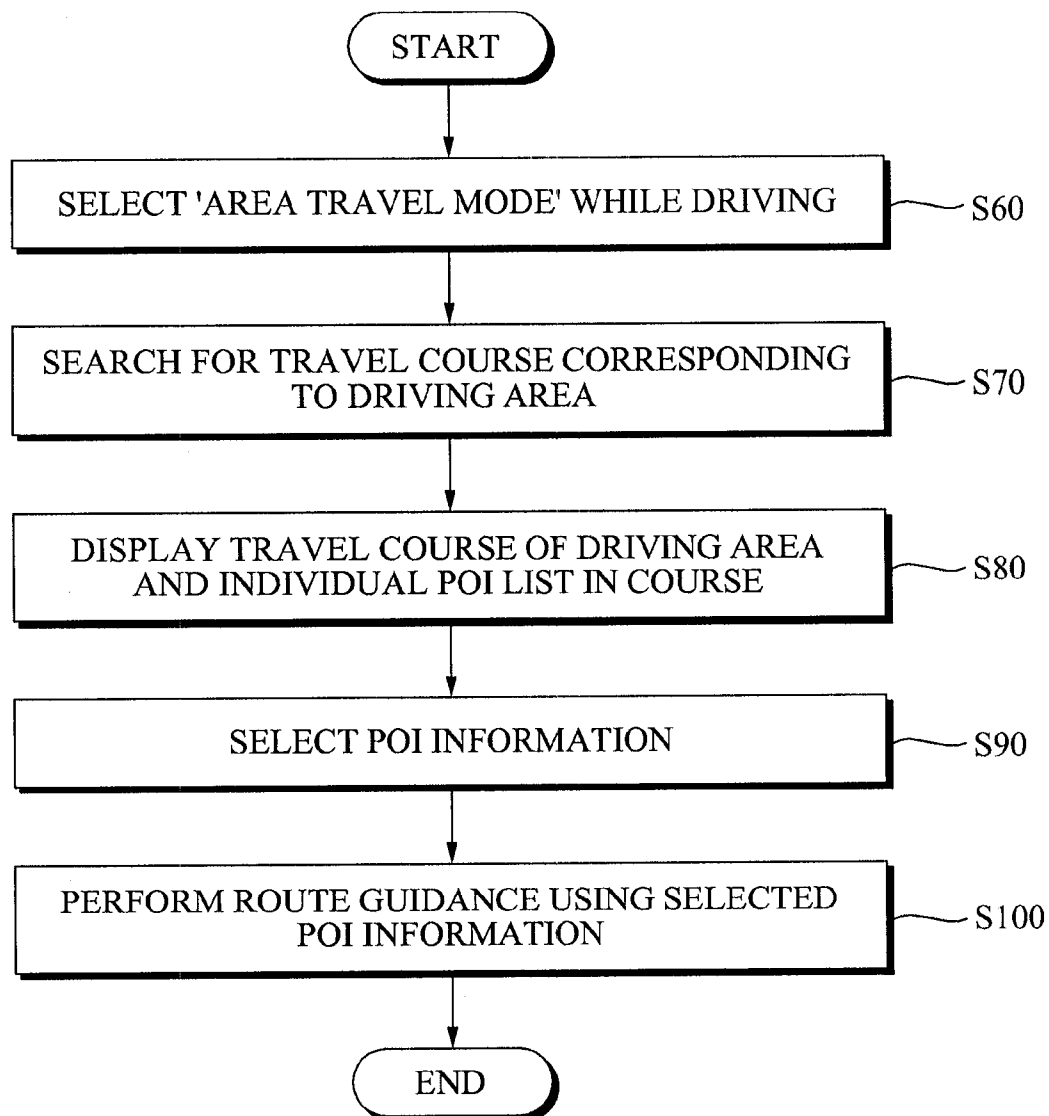 START
SELECT 'AREA TRAVEL MODE' WHILE DRIVING
S60
SEARCH FOR TRAVEL COURSE CORRESPONDING
TO DRIVING AREA
S70
DISPLAY TRAVEL COURSE OF DRIVING AREA
AND INDIVIDUAL POI LIST IN COURSE
S80
SELECT POI INFORMATION
S90
PERFORM ROUTE GUIDANCE USING SELECTED
POI INFORMATION
S100
END